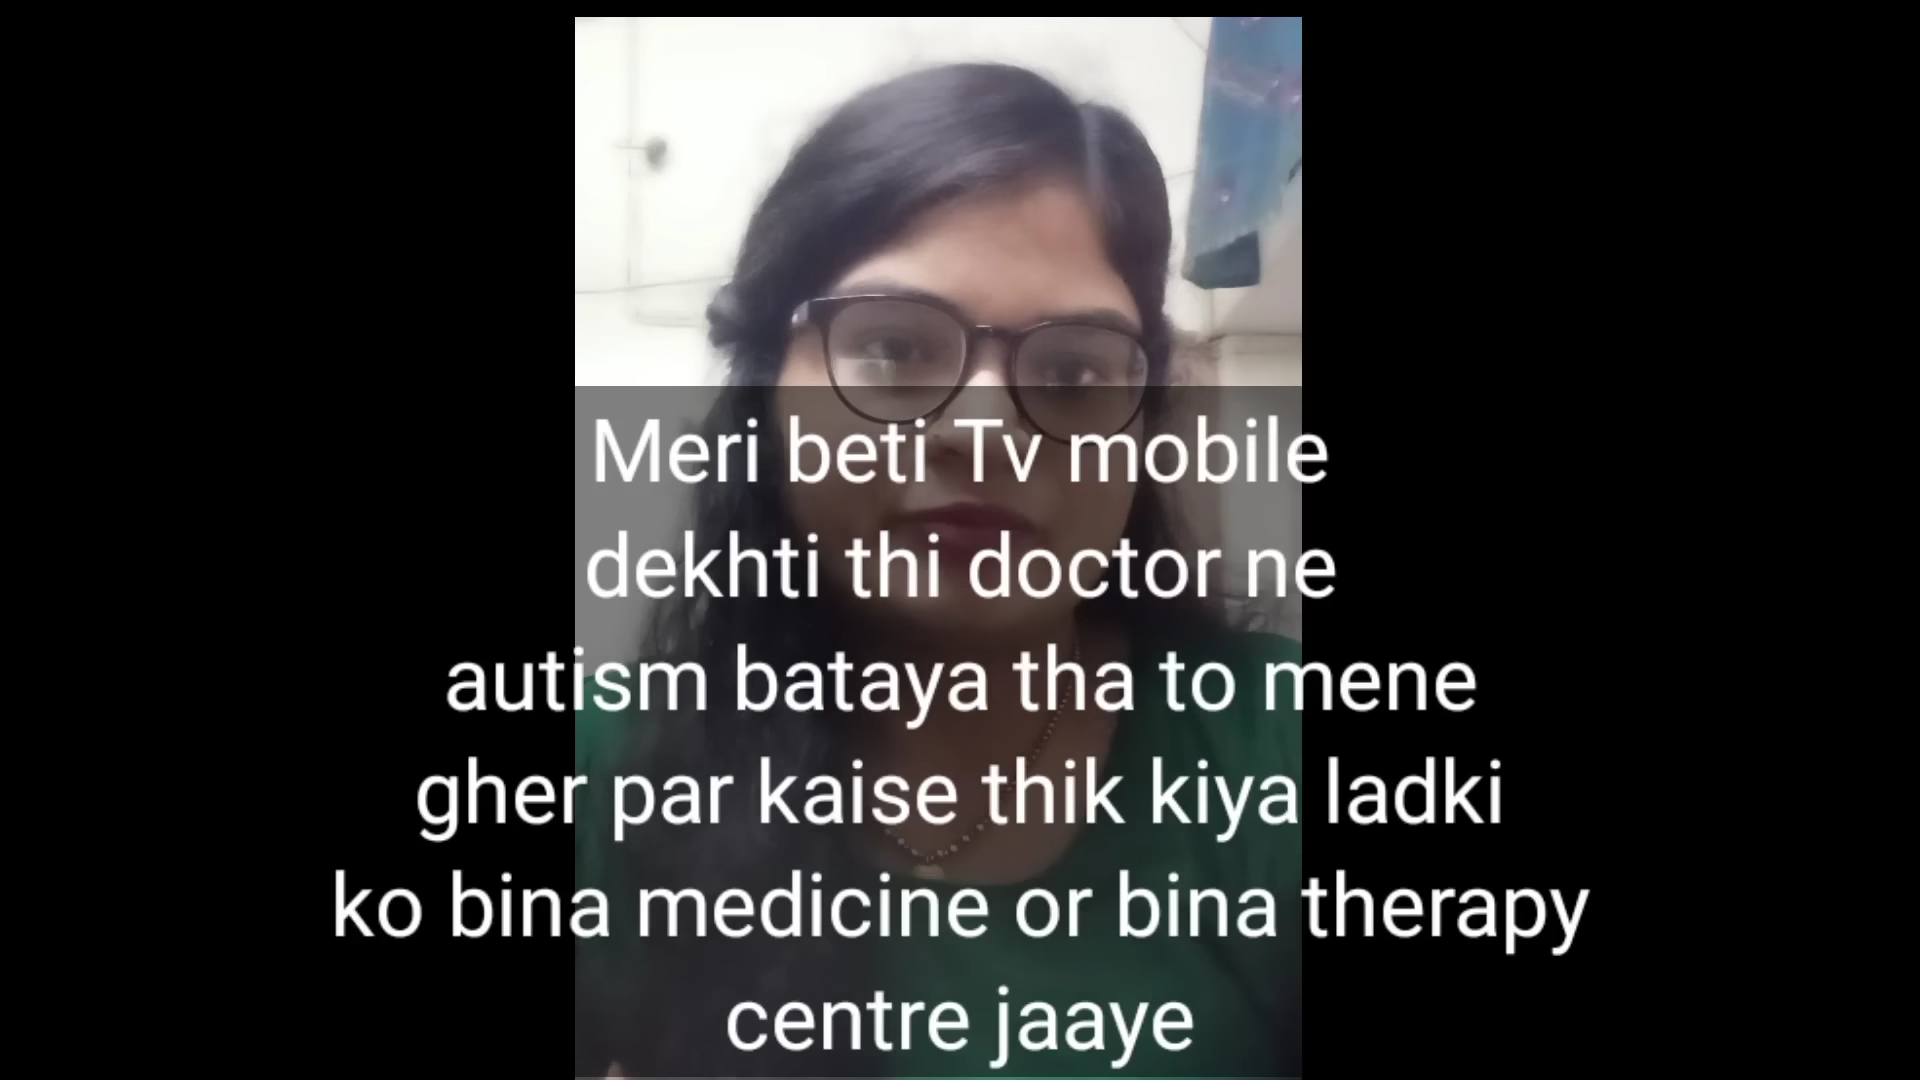 Meri beti Tv mobile
dekhti thi doctor ne
autism bataya tha to mene
gher par kaise thik kiya ladki
ko bina medicine or bina therapy
centre jaaye